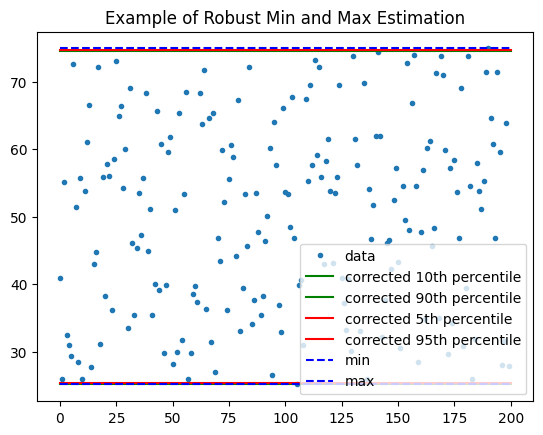 Example of Robust Min and Max Estimation
70
60
50
40
30
data
corrected 10th percentile
corrected 90th percentile
corrected 5th percentile
corrected 95th percentile
min
max
0 25 50 75 100 125 150 175 200